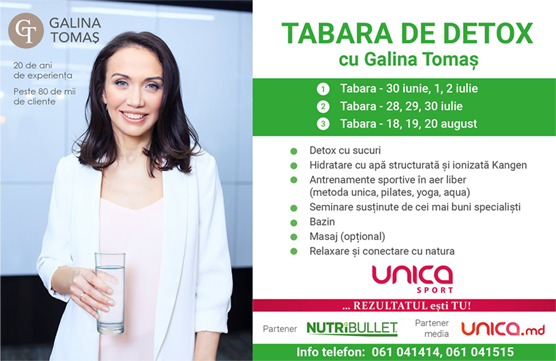 GT
GALINA
TOMAȘ
20 de ani
de experiența
Peste 80 de mii
de cliente
TABARA DE DETOX
cu Galina Tomaș
1 Tabara - 30 iunie, 1, 2 iulie
2 Tabara - 28, 29, 30 iulie
3 Tabara - 18, 19, 20 august
Detox cu sucuri
Hidratare cu apă structurată și ionizată Kangen
Antrenamente sportive în aer liber
(metoda unica, pilates, yoga, aqua)
Seminare susținute de cei mai buni specialiști
Bazin
Masaj (opțional)
Relaxare și conectare cu natura
unica
SPORT
... REZULTATUL ești TU!
Partener NUTRiBULLET Partener
media unica.md
Info telefon: 061 041414, 061 041515